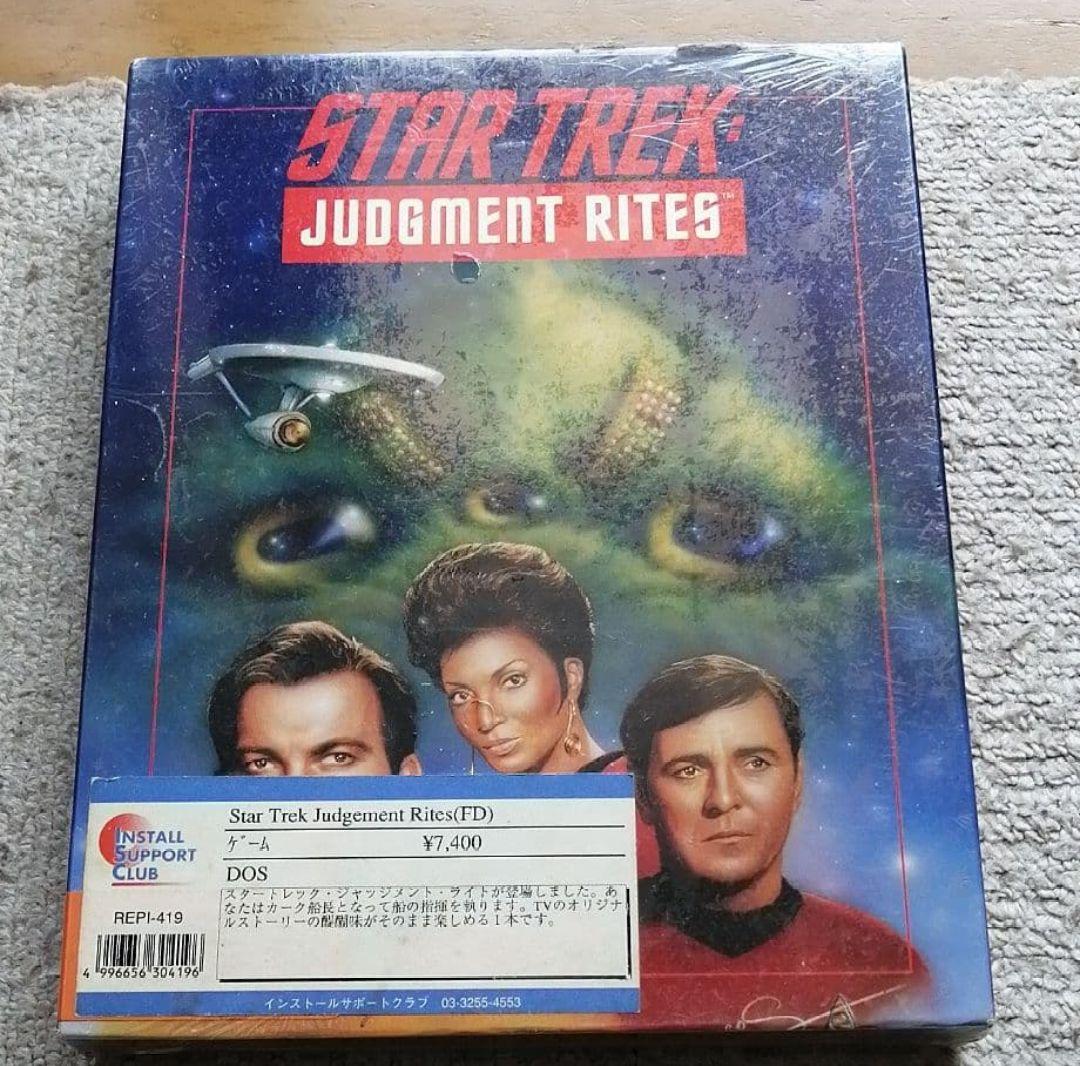 STAR TREK:
JUDGMENT RITES™
Star Trek Judgement Rites(FD)
ゲーム ¥7,400
DOS
INSTALL
SUPPORT
CLUB
REPI-419
スタートレック・ジャッジメント・ライトが登場しました。あ
なたはカーク船長となって船の指揮を執ります。TVのオリジナ
ルストーリーの醍醐味がそのまま楽しめる1本です。
4 996656 304196
インストールサポートクラブ 03-3255-4553